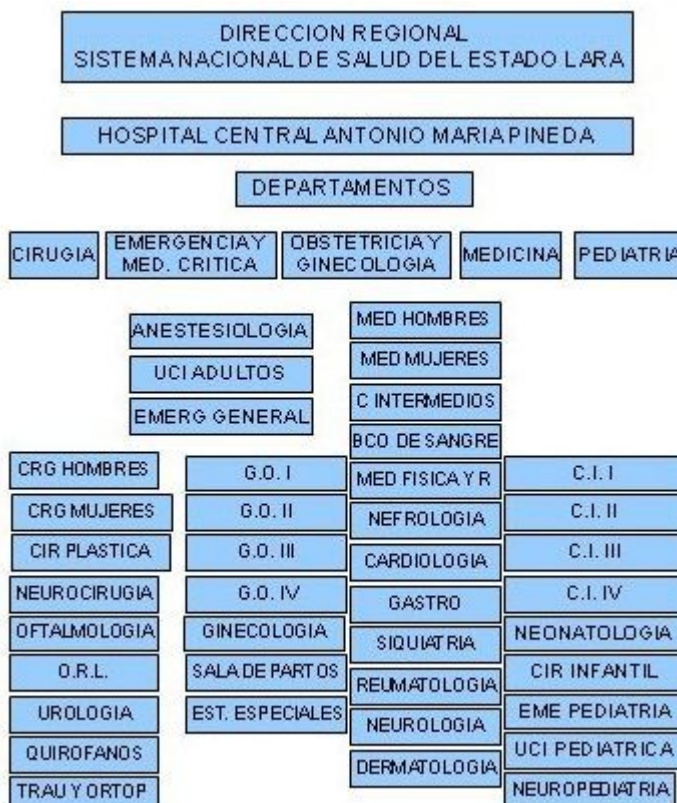 DIRECCION REGIONAL
SISTEMA NACIONAL DE SALUD DEL ESTADO LARA
HOSPITAL CENTRAL ANTONIO MARIA PINEDA
DEPARTAMENTOS
CIRUGIA
EMERGENCIA Y
MED. CRITICA
OBSTETRICIA Y
GINECOLOGIA
MEDICINA
PEDIATRIA
ANESTESIOLOGIA
UCI ADULTOS
EMERG GENERAL
CRG HOMBRES
CRG MUJERES
CIR PLASTICA
NEUROCIRUGIA
OFTALMOLOGIA
O.R.L.
UROLOGIA
QUIROFANOS
TRAU Y ORTOP
G.O. I
G.O. II
G.O. III
G.O. IV
GINECOLOGIA
SALA DE PARTOS
EST. ESPECIALES
MED HOMBRES
MED MUJERES
C INTERMEDIOS
BCO DE SANGRE
MED FISICA Y R
NEFROLOGIA
CARDIOLOGIA
GASTRO
SIQUIATRIA
REUMATOLOGIA
NEUROLOGIA
DERMATOLOGIA
C.I. I
C.I. II
C.I. III
C.I. IV
NEONATOLOGIA
CIR INFANTIL
EME PEDIATRIA
UCI PEDIATRICA
NEUROPEDIATRIA